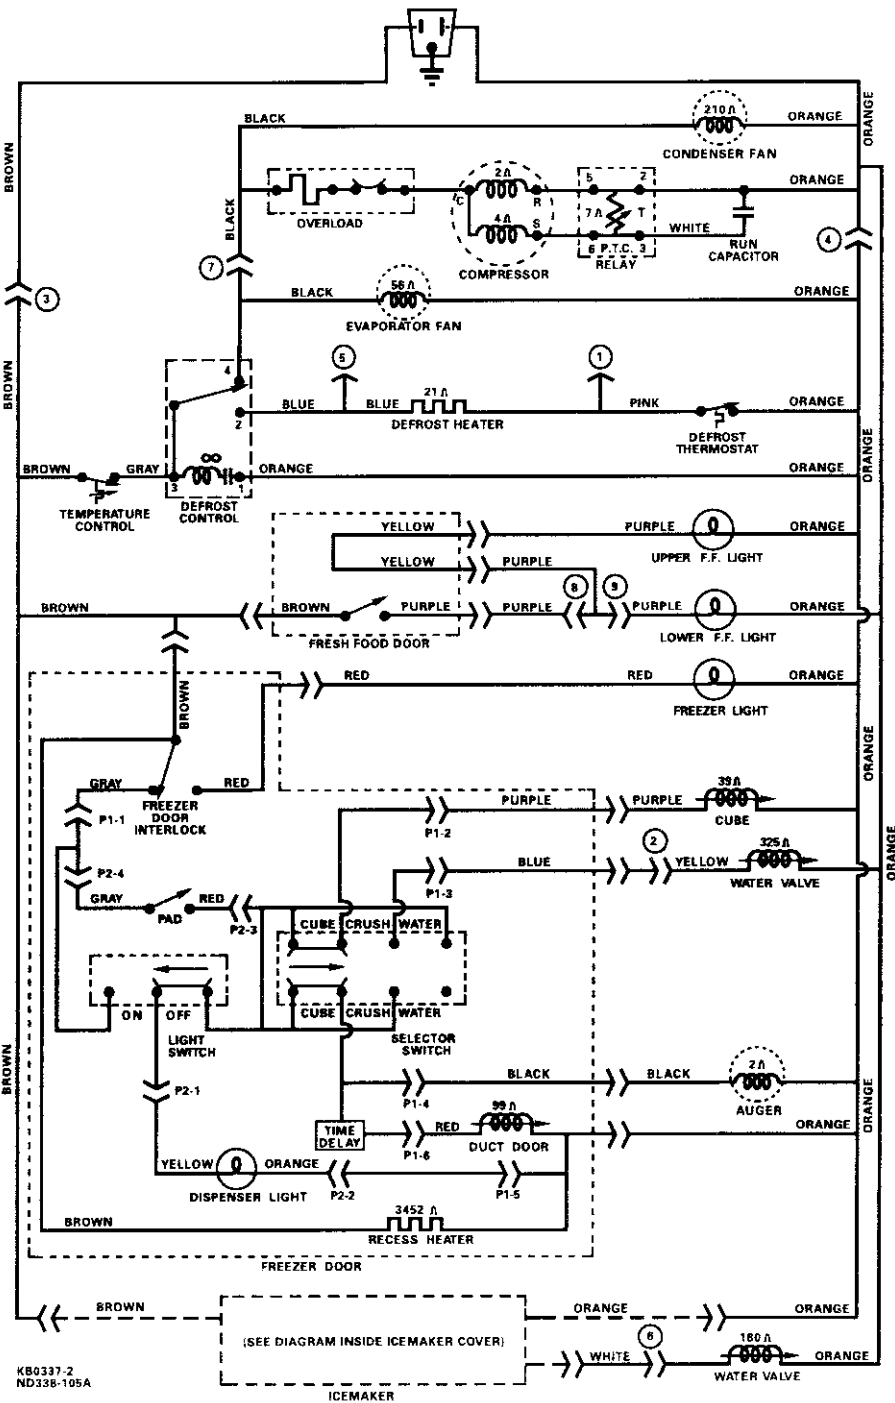 BLACK
210 Ω
ORANGE
ORANGE
CONDENSER FAN
BROWN
BLACK
OVERLOAD
C
2 Ω
R
4 Ω
S
COMPRESSOR
5
2
7 Ω
T
6 P.T.C. 3
RELAY
WHITE
ORANGE
RUN
CAPACITOR
4
7
3
BLACK
56 Ω
ORANGE
EVAPORATOR FAN
BROWN
4
5
1
2
BLUE
BLUE
21 Ω
DEFROST HEATER
PINK
DEFROST
THERMOSTAT
ORANGE
ORANGE
BROWN
GRAY
3
∞
1
ORANGE
ORANGE
TEMPERATURE
CONTROL
DEFROST
CONTROL
YELLOW
PURPLE
ORANGE
UPPER F.F. LIGHT
YELLOW
PURPLE
8
9
BROWN
BROWN
PURPLE
PURPLE
PURPLE
ORANGE
FRESH FOOD DOOR
LOWER F.F. LIGHT
BROWN
RED
RED
ORANGE
FREEZER LIGHT
GRAY
RED
FREEZER
DOOR
INTERLOCK
P1-1
ORANGE
39 Ω
PURPLE
PURPLE
P1-2
CUBE
2
325 Ω
BLUE
YELLOW
P1-3
WATER VALVE
ORANGE
P2-4
GRAY
PAD
RED
P2-3
CUBE CRUSH WATER
ON OFF
LIGHT
SWITCH
CUBE CRUSH WATER
SELECTOR
SWITCH
BROWN
P2-1
P1-4
BLACK
BLACK
2 Ω
AUGER
ORANGE
TIME
DELAY
P1-6
RED
99 Ω
DUCT DOOR
ORANGE
YELLOW
ORANGE
DISPENSER LIGHT
P2-2
P1-5
BROWN
3452 Ω
RECESS HEATER
FREEZER DOOR
BROWN
ORANGE
ORANGE
(SEE DIAGRAM INSIDE ICEMAKER COVER)
6
160 Ω
WHITE
ORANGE
WATER VALVE
KB0337-2
ND338-105A
ICEMAKER